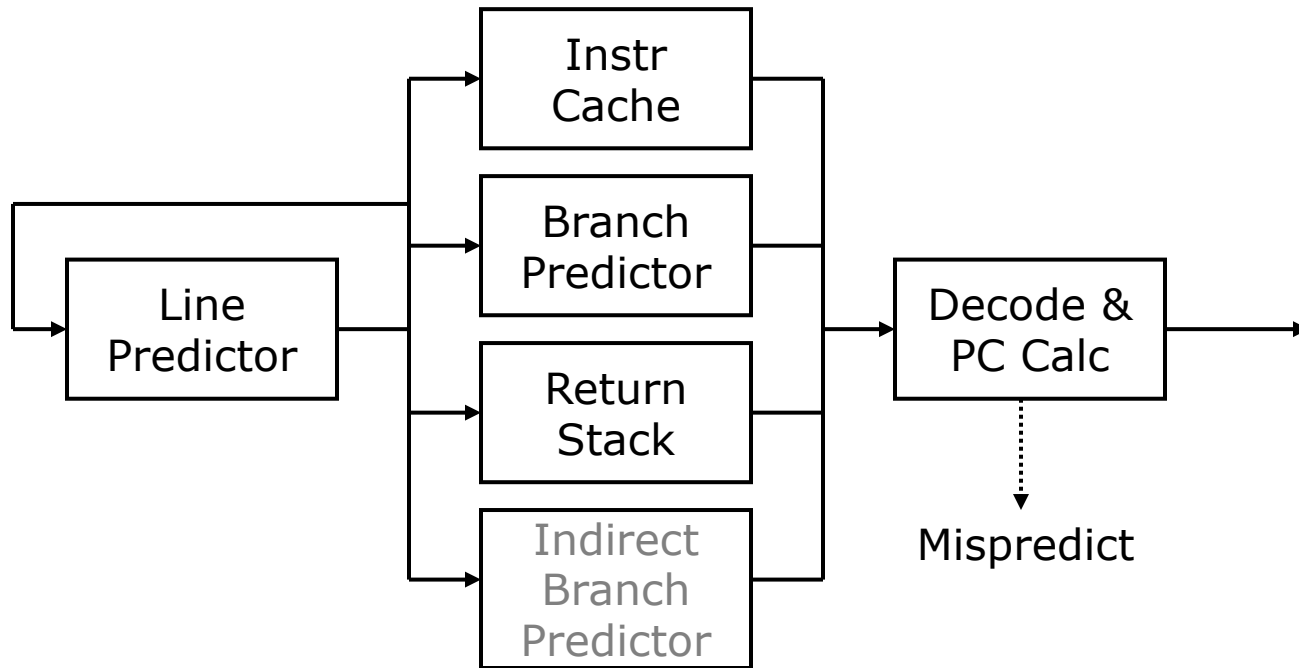 Instr
Cache
Branch
Predictor
Line
Predictor
Decode &
PC Calc
Return
Stack
Indirect
Branch
Predictor
Mispredict